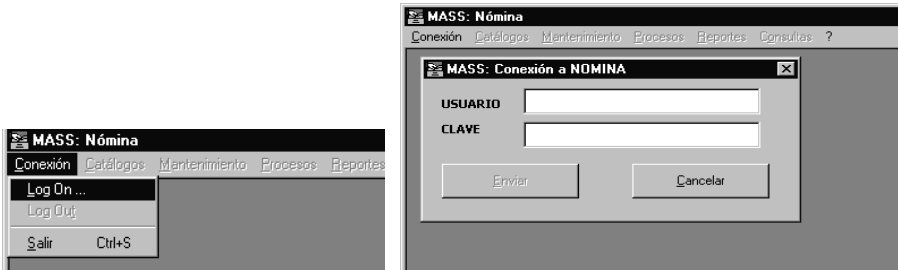 MASS: Nómina
Conexión Catálogos Mantenimiento Procesos Reportes
Log On ...
Log Out
Salir Ctrl+S
MASS: Nómina
Conexión Catálogos Mantenimiento Procesos Reportes Consultas ?
MASS: Conexión a NOMINA
USUARIO
CLAVE
Enviar Cancelar